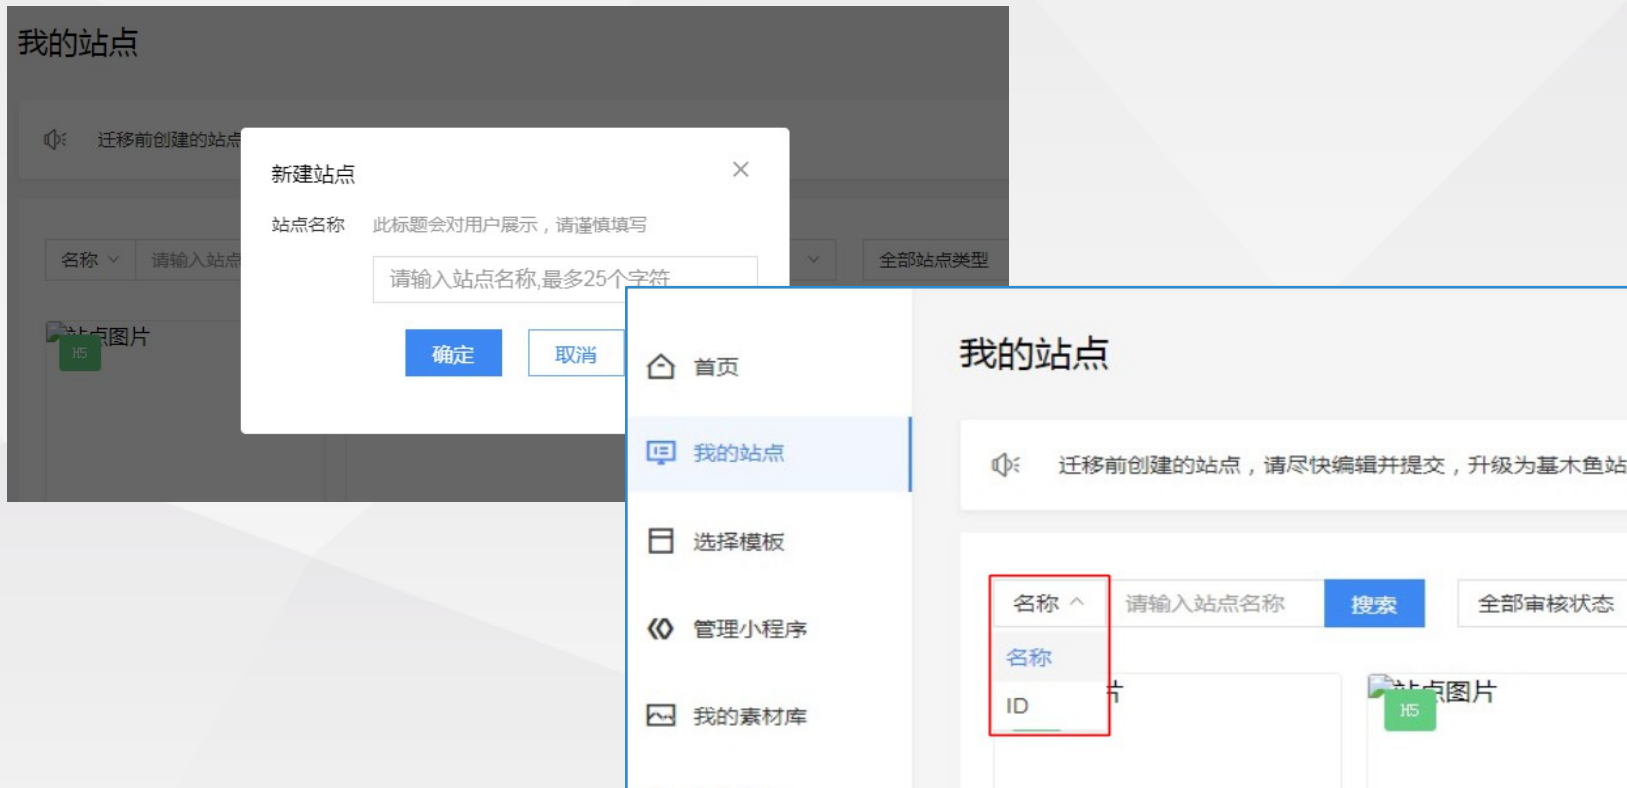 我的站点
迁移前创建的站点
新建站点
站点名称 此标题会对用户展示，请谨慎填写
名称 请输入站点 全部站点类型
请输入站点名称,最多25个字符
站点图片
H5
确定 取消
首页
我的站点
选择模板
管理小程序
我的素材库
我的站点
迁移前创建的站点，请尽快编辑并提交，升级为基木鱼站
名称 请输入站点名称 搜索 全部审核状态
名称
ID
片
站点图片
H5